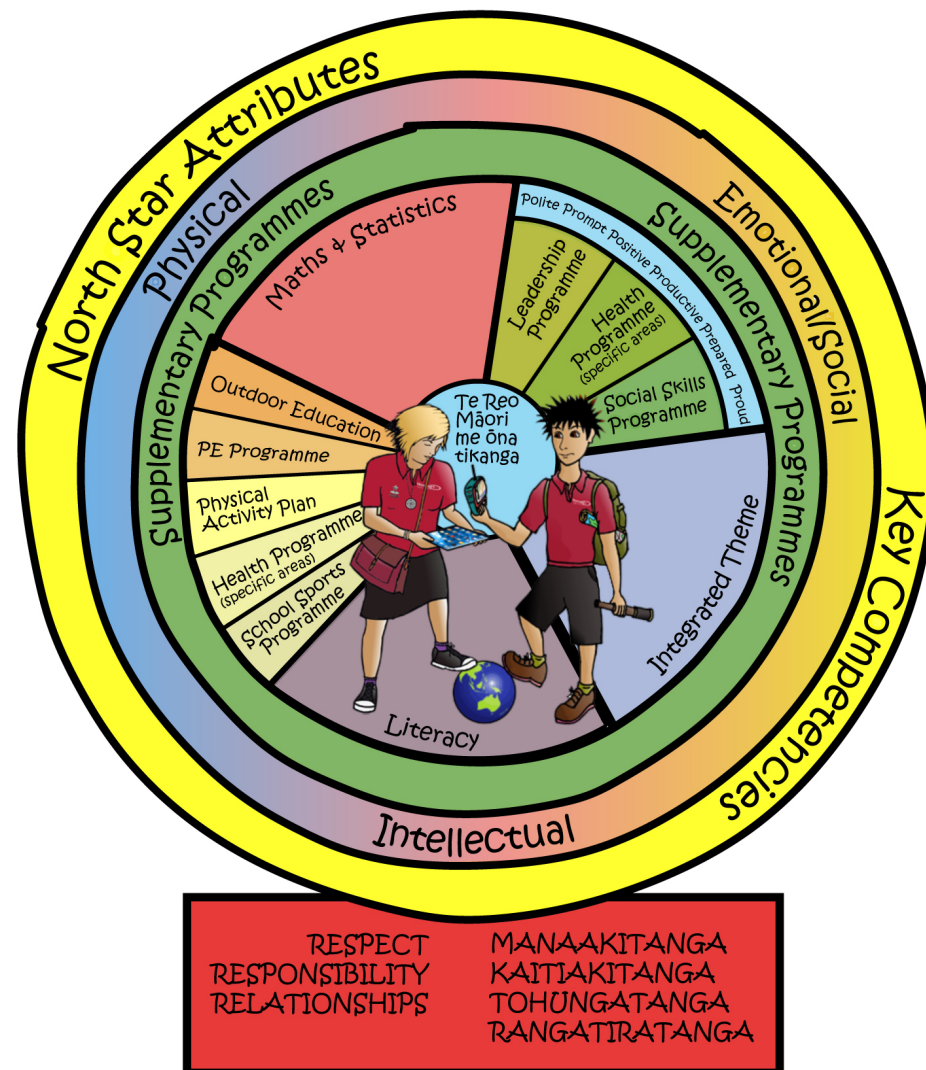 North Star Attributes
Key Competencies
Physical
Emotional/Social
Intellectual
Supplementary Programmes
Supplementary Programmes
Maths & Statistics
Polite Prompt Positive Productive Prepared Proud
Leadership
Programme
Health
Programme
(specific areas)
Social Skills
Programme
Outdoor Education
PE Programme
Physical
Activity Plan
Health Programme
(specific areas)
School Sports
Programme
Te Reo
Māori
me ōna
tikanga
Integrated Theme
Literacy
RESPECT
RESPONSIBILITY
RELATIONSHIPS
MANAAKITANGA
KAITIAKITANGA
TOHUNGATANGA
RANGATIRATANGA